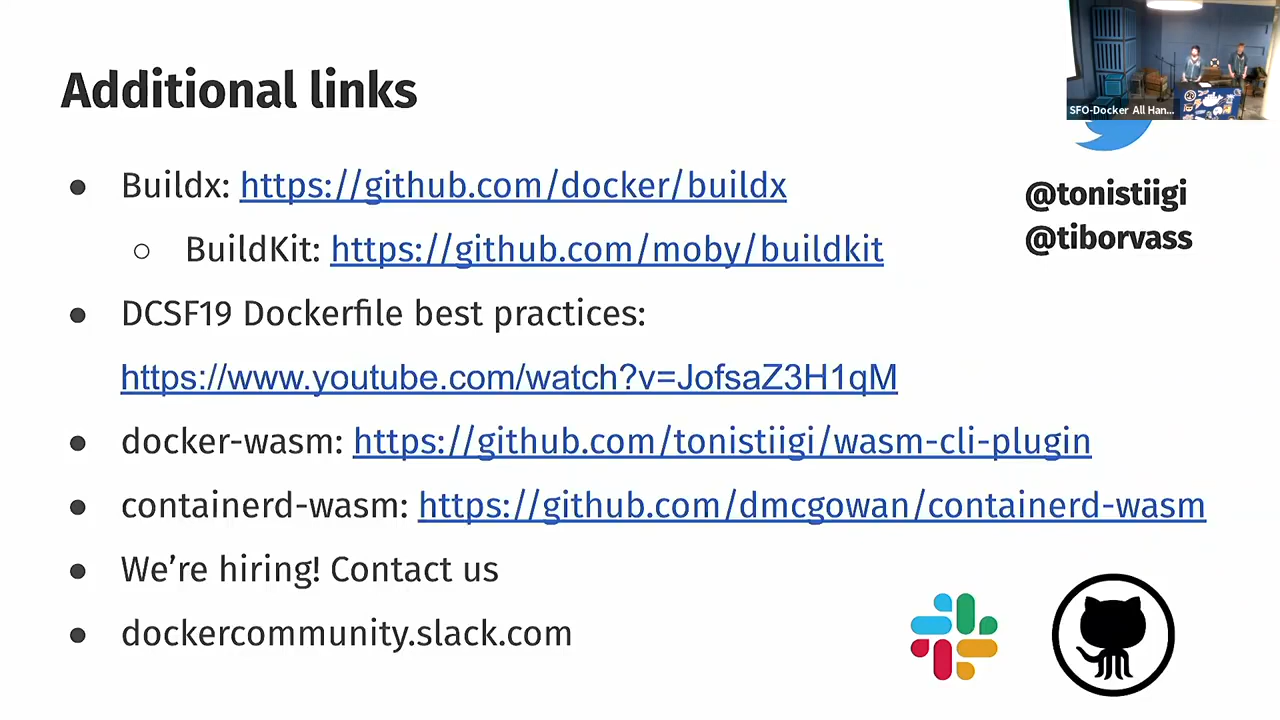 Additional links
SFO-Docker All Han...
@tonistiigi
@tiborvass
● Buildx: https://github.com/docker/buildx
○ BuildKit: https://github.com/moby/buildkit
● DCSF19 Dockerfile best practices:
https://www.youtube.com/watch?v=JofsaZ3H1qM
● docker-wasm: https://github.com/tonistiigi/wasm-cli-plugin
● containerd-wasm: https://github.com/dmcgowan/containerd-wasm
● We’re hiring! Contact us
● dockercommunity.slack.com